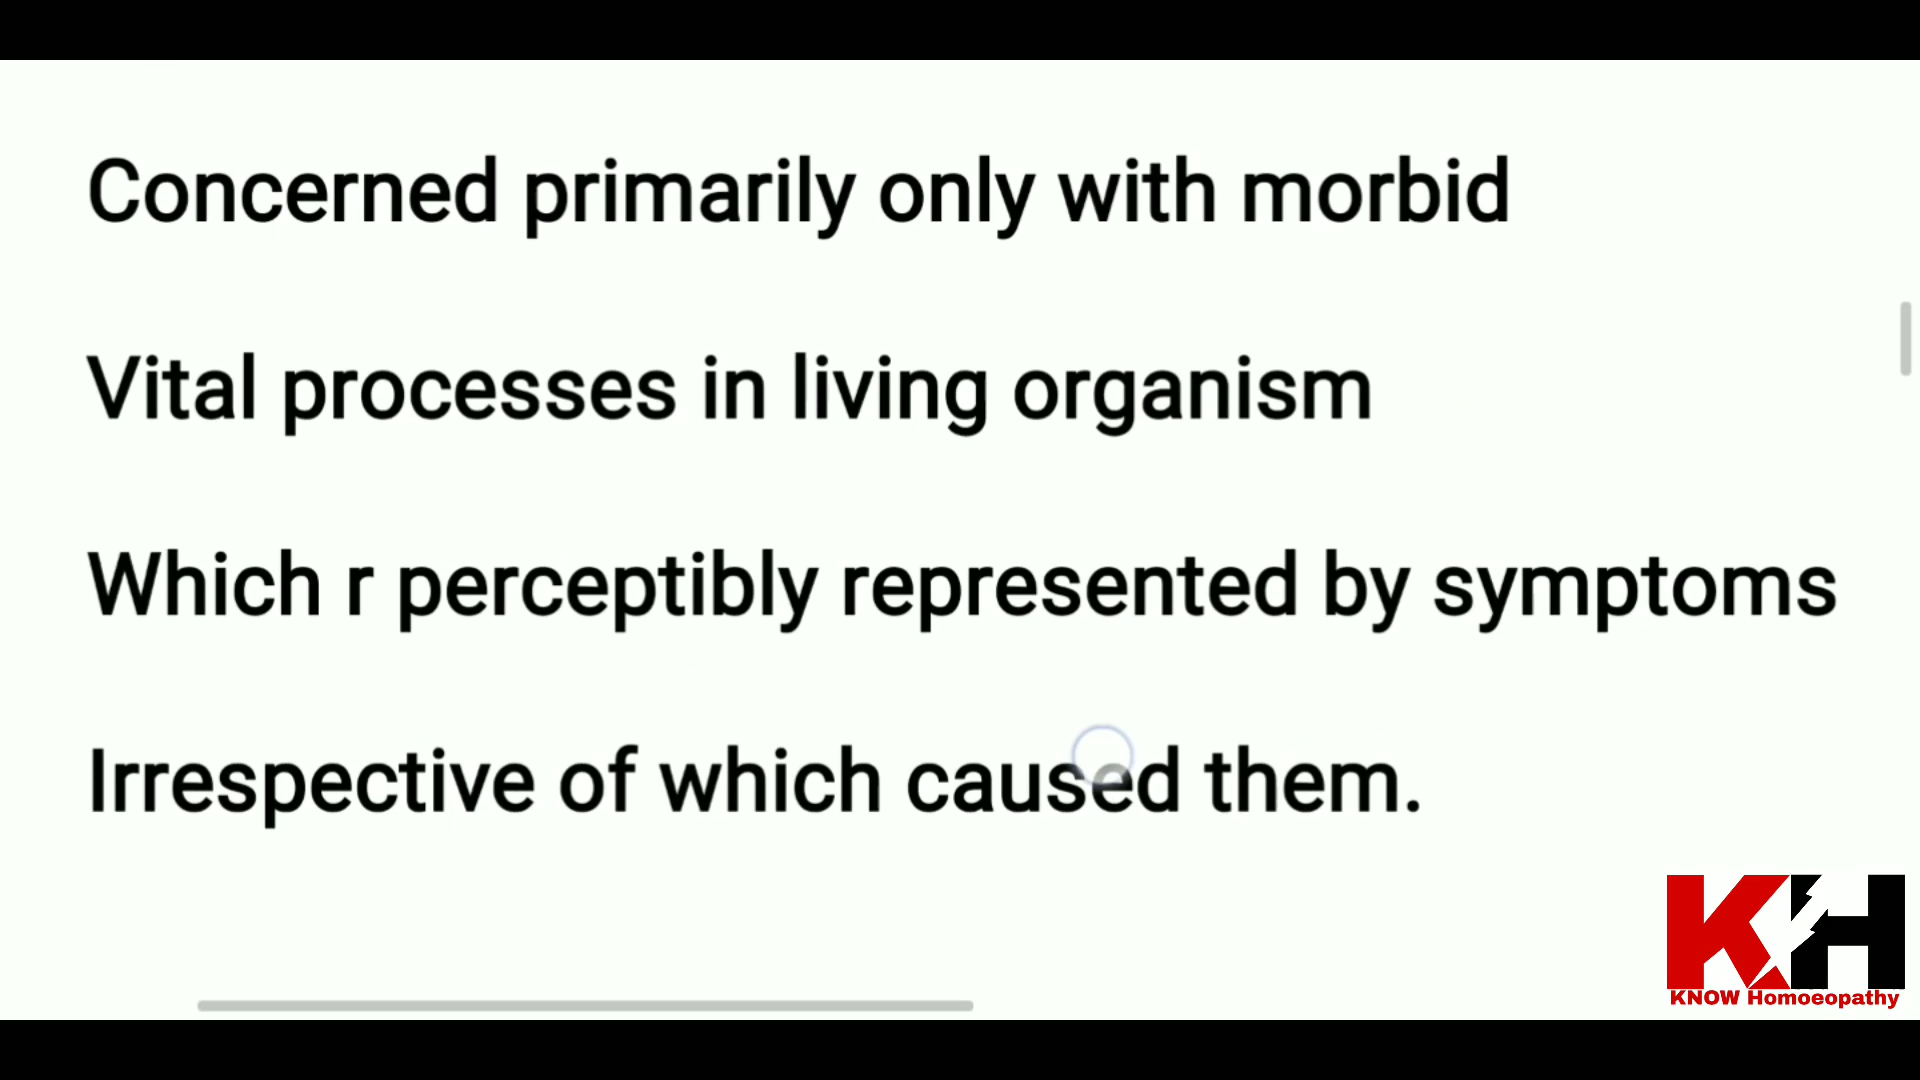 Concerned primarily only with morbid
Vital processes in living organism
Which r perceptibly represented by symptoms
Irrespective of which caused them.
KH
KNOW Homoeopathy